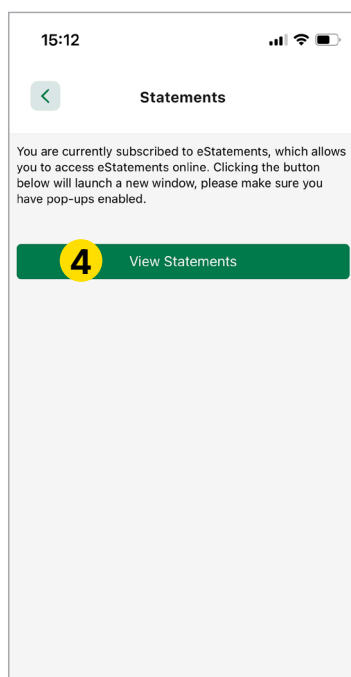 15:12
Statements
You are currently subscribed to eStatements, which allows
you to access eStatements online. Clicking the button
below will launch a new window, please make sure you
have pop-ups enabled.
4 View Statements